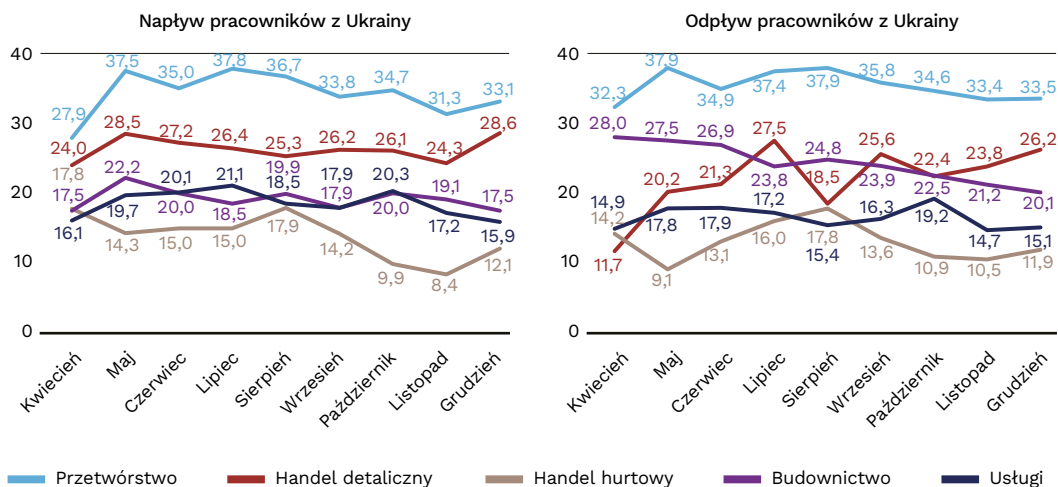 Napływ pracowników z Ukrainy
40
30
20
10
0
27,9 37,5 35,0 37,8 36,7 33,8 34,7 31,3 33,1
24,0 28,5 27,2 26,4 25,3 26,2 26,1 24,3 28,6
17,8 14,3 15,0 15,0 17,9 14,2 9,9 8,4 12,1
17,5 22,2 20,0 18,5 19,9 17,9 20,0 19,1 17,5
16,1 19,7 20,1 21,1 18,5 17,9 20,3 17,2 15,9
Kwiecień
Maj
Czerwiec
Lipiec
Sierpień
Wrzesień
Październik
Listopad
Grudzień
Odpływ pracowników z Ukrainy
40
30
20
10
0
32,3 37,9 34,9 37,4 37,9 35,8 34,6 33,4 33,5
28,0 27,5 26,9 23,8 24,8 23,9 22,5 21,2 20,1
11,7 20,2 21,3 27,5 18,5 25,6 22,4 23,8 26,2
14,9 17,8 17,9 17,2 15,4 16,3 19,2 14,7 15,1
14,2 9,1 13,1 16,0 17,8 13,6 10,9 10,5 11,9
Kwiecień
Maj
Czerwiec
Lipiec
Sierpień
Wrzesień
Październik
Listopad
Grudzień
Przetwórstwo
Handel detaliczny
Handel hurtowy
Budownictwo
Usługi